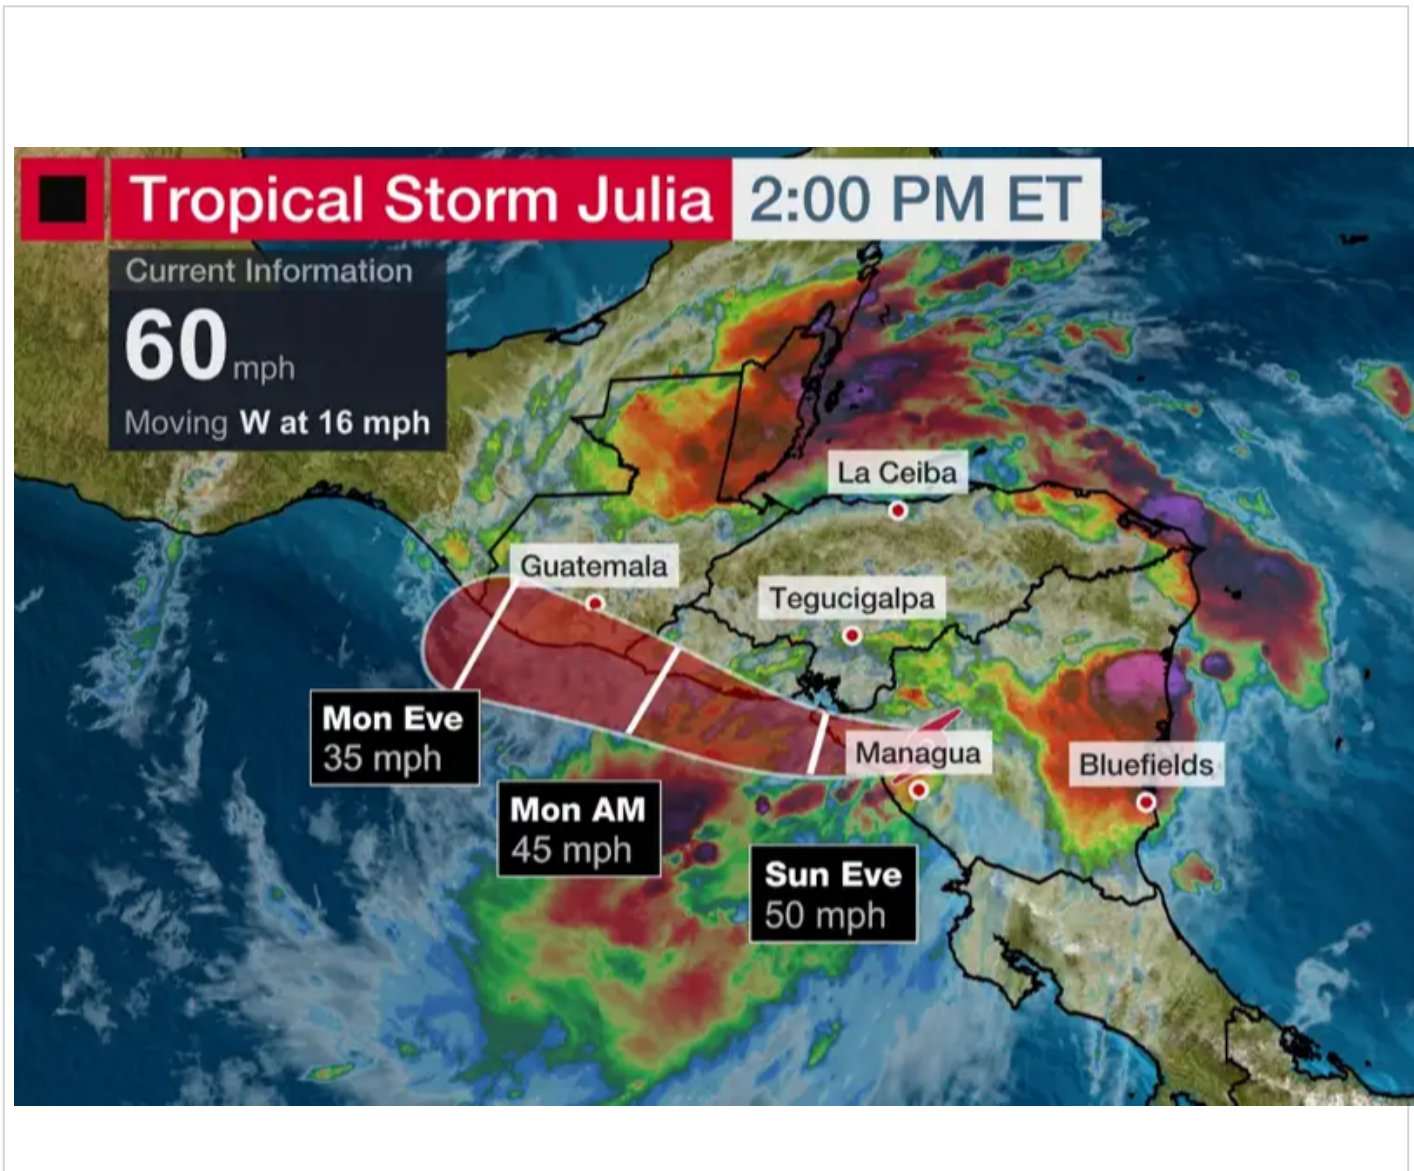 Tropical Storm Julia 2:00 PM ET
Current Information
60 mph
Moving W at 16 mph
La Ceiba
Guatemala
Tegucigalpa
Managua
Bluefields
Mon Eve
35 mph
Mon AM
45 mph
Sun Eve
50 mph